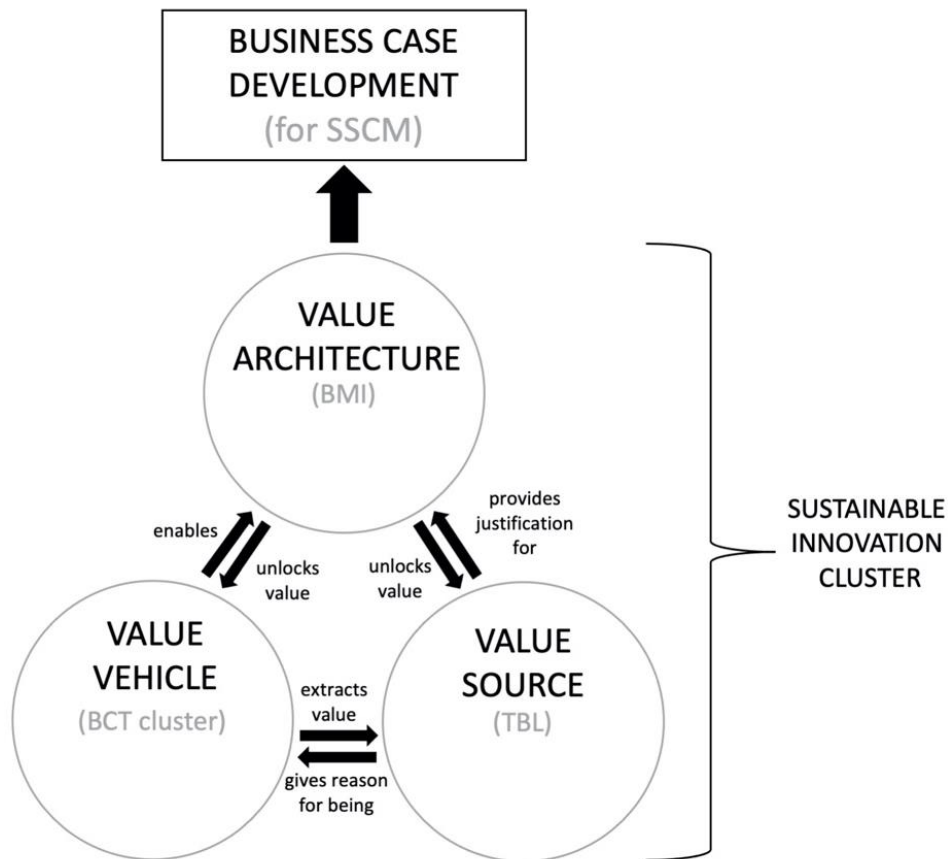 BUSINESS CASE
DEVELOPMENT
(for SSCM)
VALUE
ARCHITECTURE
(BMI)
enables
unlocks
value
provides
justification
for
unlocks
value
SUSTAINABLE
INNOVATION
CLUSTER
VALUE
VEHICLE
(BCT cluster)
extracts
value
gives reason
for being
VALUE
SOURCE
(TBL)